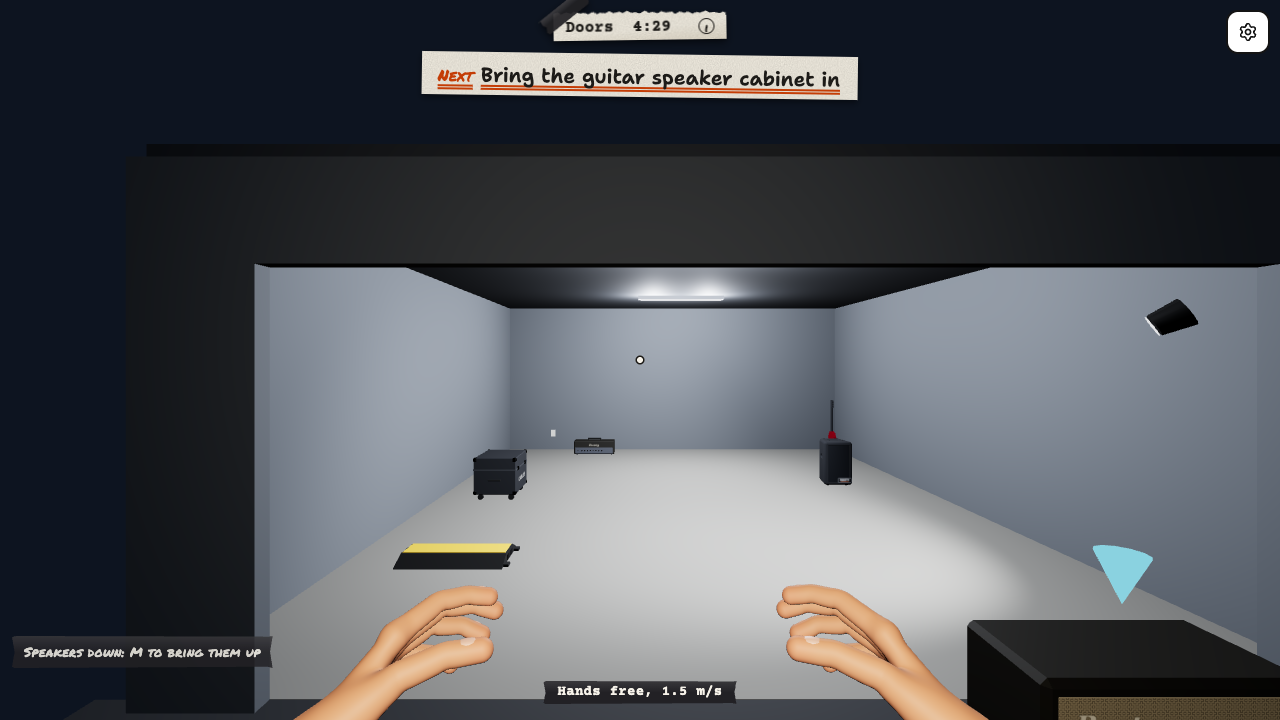 Doors 4:29
Next Bring the guitar speaker cabinet in
Speakers down: M to bring them up
Hands free, 1.5 m/s